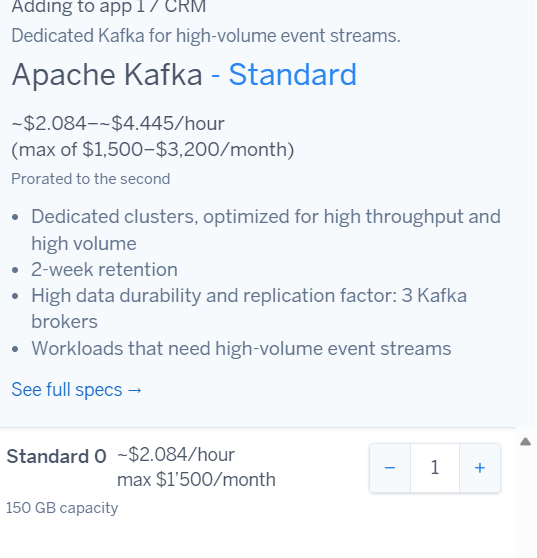 Adding to app 1 / CRM
Dedicated Kafka for high-volume event streams.
Apache Kafka - Standard
~$2.084–~$4.445/hour
(max of $1,500–$3,200/month)
Prorated to the second
• Dedicated clusters, optimized for high throughput and
high volume
• 2-week retention
• High data durability and replication factor: 3 Kafka
brokers
• Workloads that need high-volume event streams
See full specs →
Standard 0 ~$2.084/hour
max $1’500/month
− 1 +
150 GB capacity